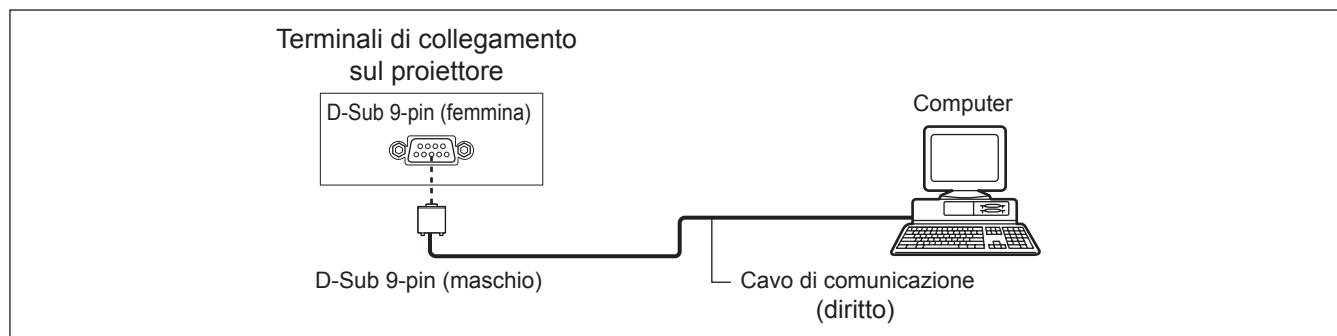 Terminali di collegamento
sul proiettore
D-Sub 9-pin (femmina)
Computer
D-Sub 9-pin (maschio)
Cavo di comunicazione
(diritto)